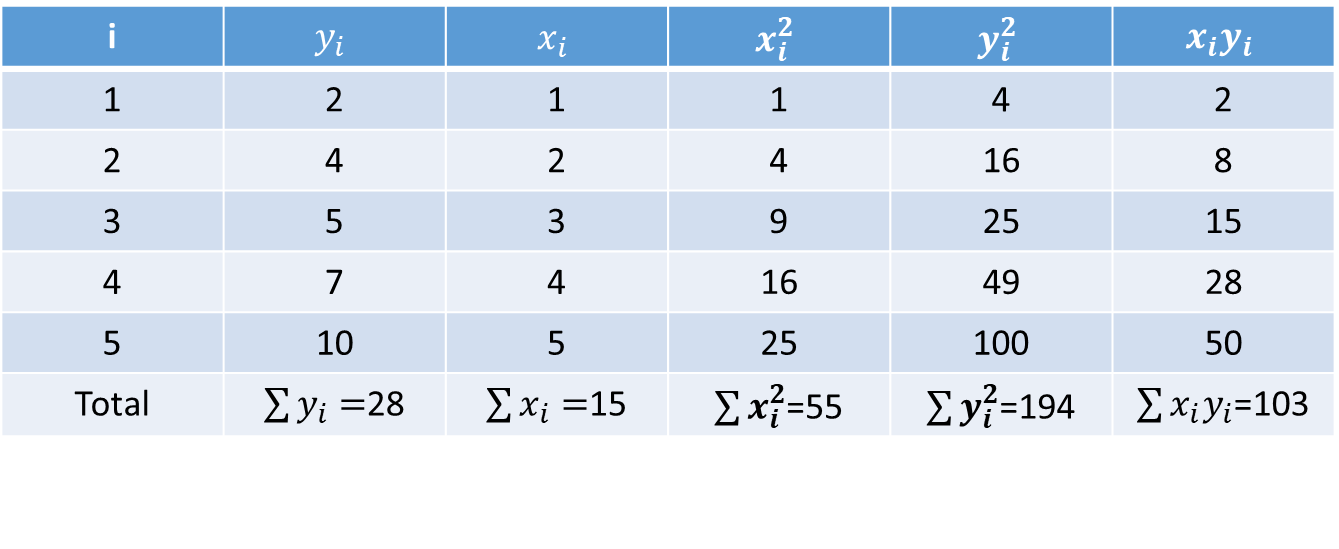 i yᵢ xᵢ xᵢ² yᵢ² xᵢyᵢ
1 2 1 1 4 2
2 4 2 4 16 8
3 5 3 9 25 15
4 7 4 16 49 28
5 10 5 25 100 50
Total ∑ yᵢ =28 ∑ xᵢ =15 ∑ xᵢ²=55 ∑ yᵢ²=194 ∑ xᵢyᵢ=103